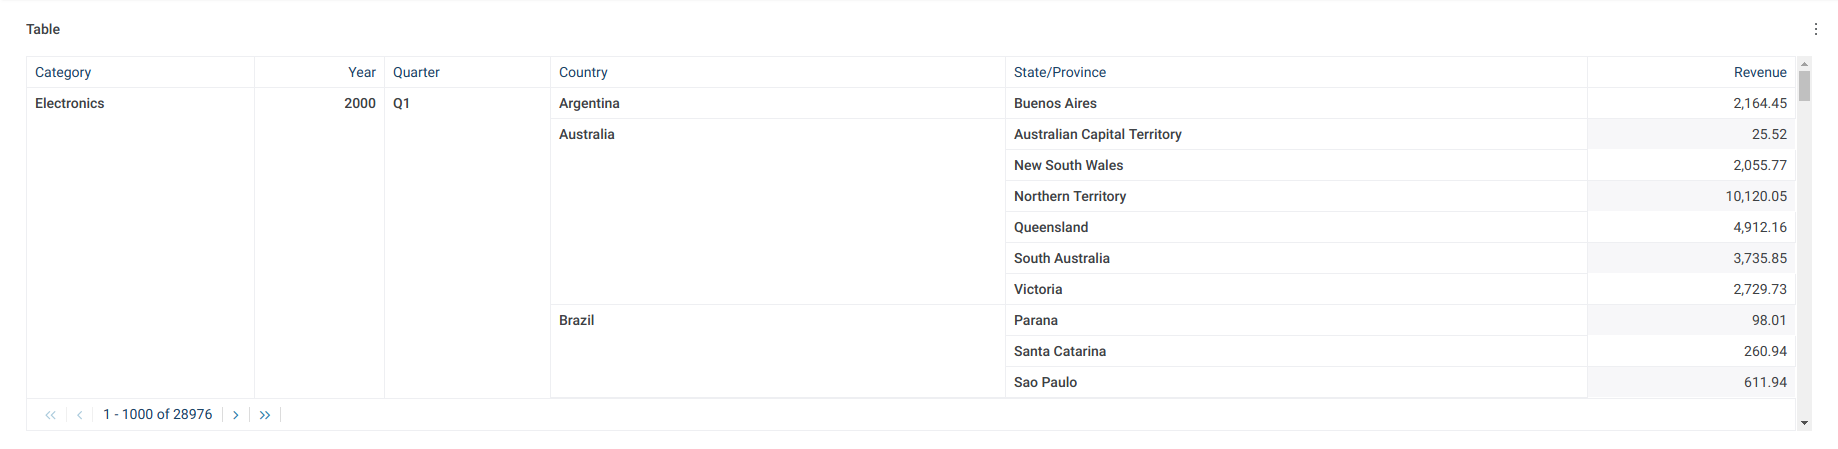 Table
Category Year Quarter Country State/Province Revenue
Electronics 2000 Q1 Argentina Buenos Aires 2,164.45
Australia Australian Capital Territory 25.52
New South Wales 2,055.77
Northern Territory 10,120.05
Queensland 4,912.16
South Australia 3,735.85
Victoria 2,729.73
Brazil Parana 98.01
Santa Catarina 260.94
Sao Paulo 611.94
1 - 1000 of 28976